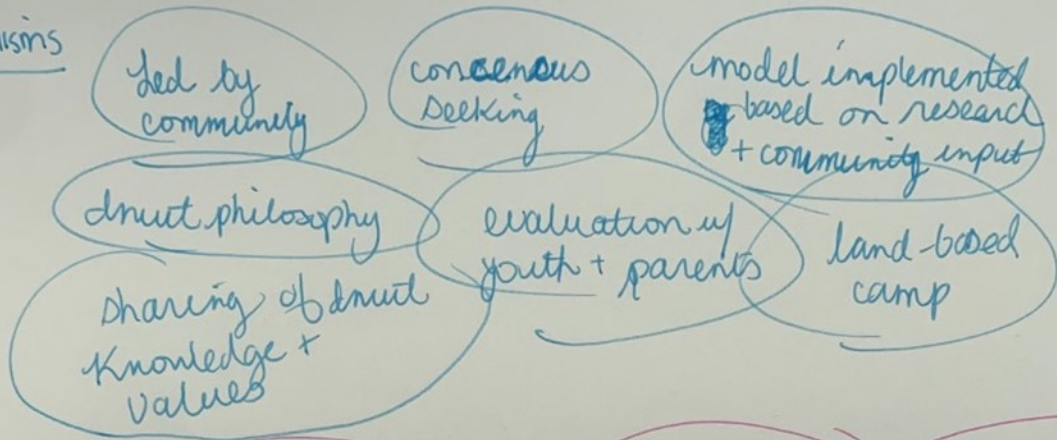 isms
Led by
community
concensus
seeking
model implemented
based on research
+ community input
Inuit philosophy
evaluation w/
youth + parents
land-based
camp
sharing of Inuit
Knowledge +
values